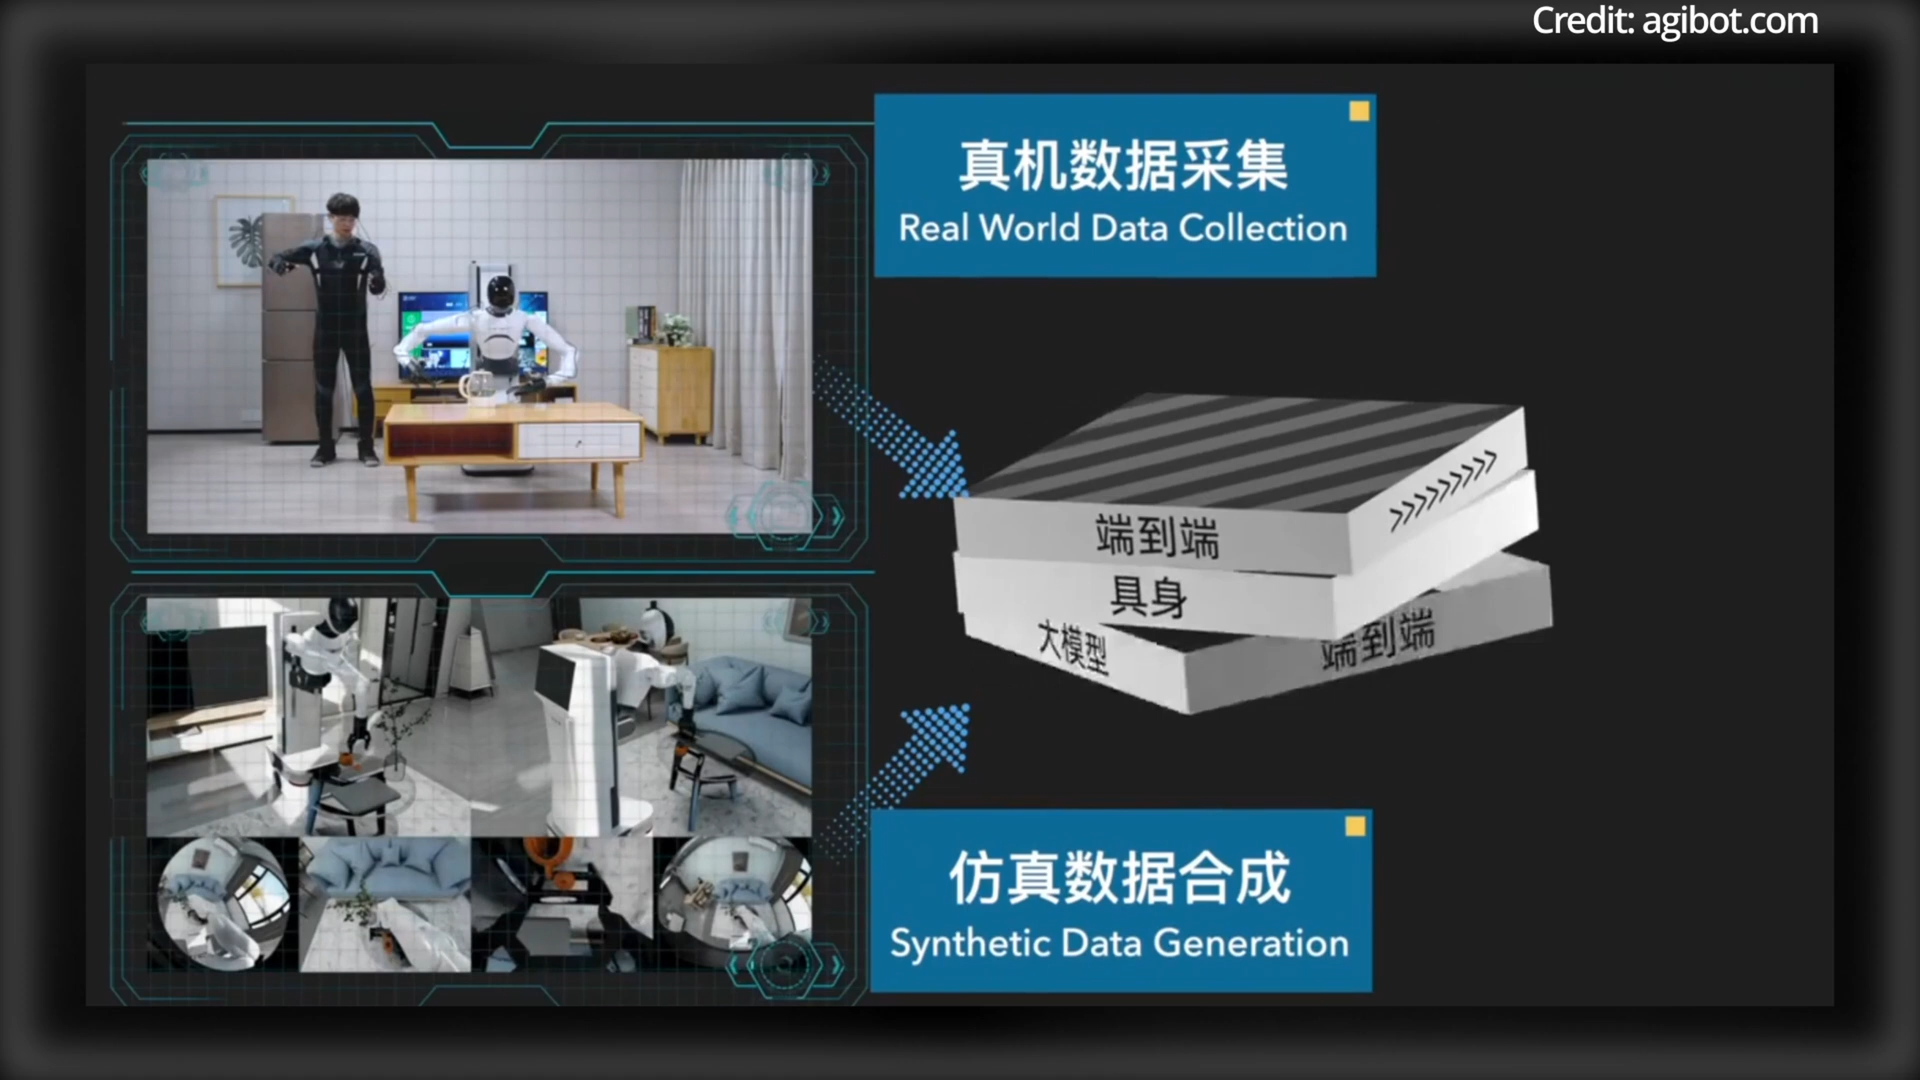 Credit: agibot.com
真机数据采集
Real World Data Collection
端到端
>>>>>>>>>
具身
大模型
端到端
仿真数据合成
Synthetic Data Generation